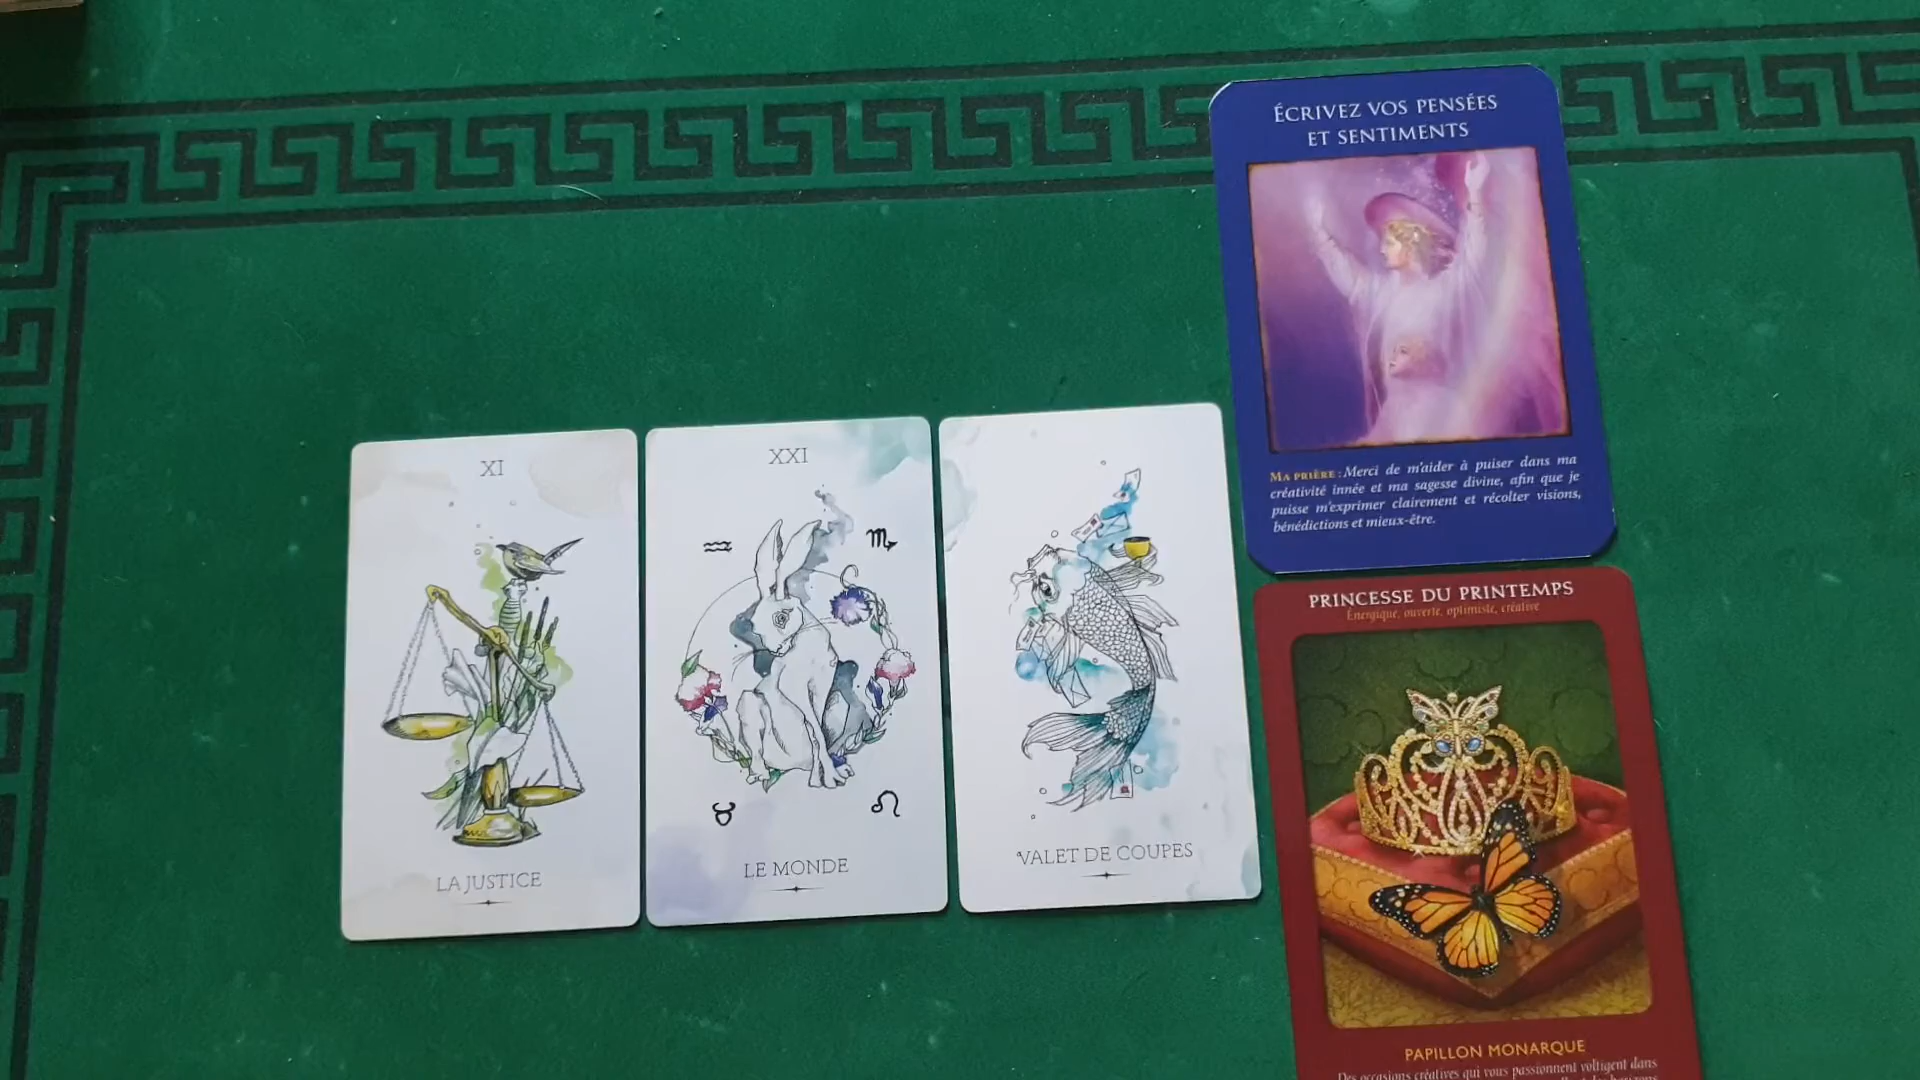 XI
LA JUSTICE
XXI
LE MONDE
VALET DE COUPES
ÉCRIVEZ VOS PENSÉES
ET SENTIMENTS
MA PRIÈRE : Merci de m'aider à puiser dans ma
créativité innée et ma sagesse divine, afin que je
puisse m'exprimer clairement et récolter visions,
bénédictions et mieux-être.
PRINCESSE DU PRINTEMPS
Énergique, ouverte, optimiste, créative
PAPILLON MONARQUE
Des occasions créatives qui vous passionnent voltigent dans